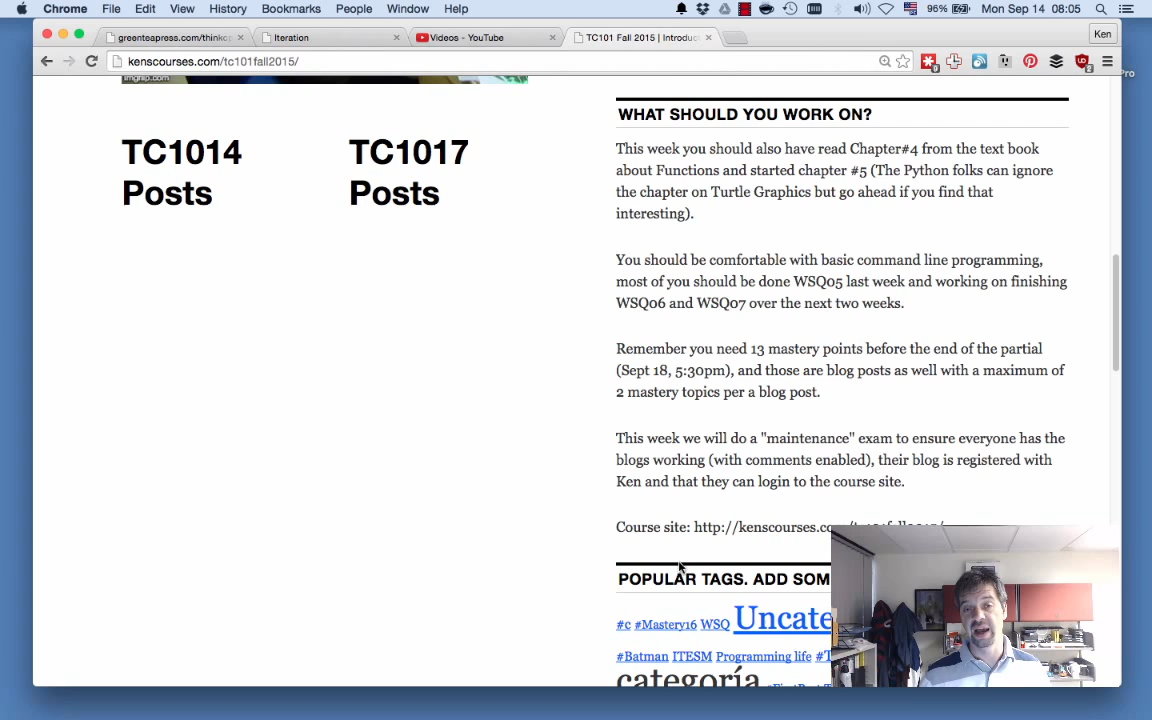 Chrome File Edit View History Bookmarks People Window Help 96% Mon Sep 14 08:05
greenteapress.com/thinkp Iteration Videos - YouTube TC101 Fall 2015 | Introduc Ken
kenscourses.com/tc101fall2015/
Pro
imgflip.com
TC1014
Posts
TC1017
Posts
WHAT SHOULD YOU WORK ON?
This week you should also have read Chapter#4 from the text book
about Functions and started chapter #5 (The Python folks can ignore
the chapter on Turtle Graphics but go ahead if you find that
interesting).
You should be comfortable with basic command line programming,
most of you should be done WSQ05 last week and working on finishing
WSQ06 and WSQ07 over the next two weeks.
Remember you need 13 mastery points before the end of the partial
(Sept 18, 5:30pm), and those are blog posts as well with a maximum of
2 mastery topics per a blog post.
This week we will do a "maintenance" exam to ensure everyone has the
blogs working (with comments enabled), their blog is registered with
Ken and that they can login to the course site.
Course site: http://kenscourses.co
POPULAR TAGS. ADD SOM
#c #Mastery16 WSQ Uncate
#Batman ITESM Programming life #T
categoría